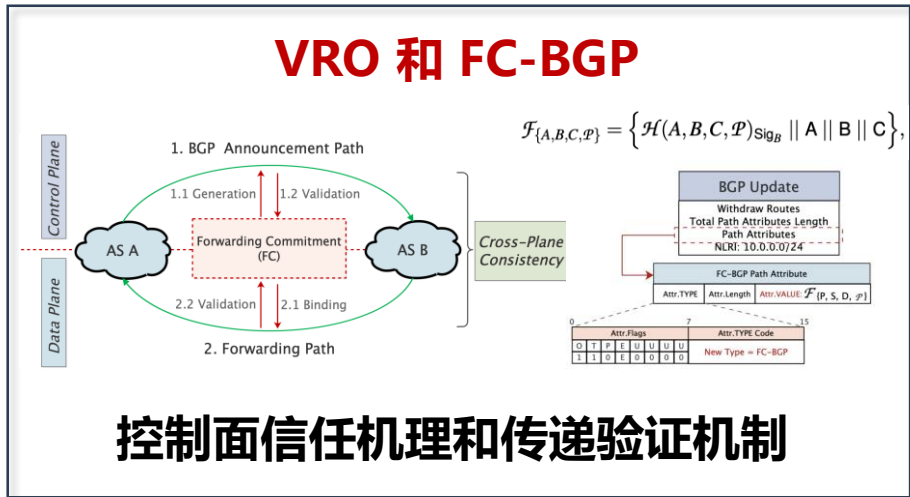 VRO 和 FC-BGP
Control Plane
Data Plane
1. BGP Announcement Path
1.1 Generation
1.2 Validation
AS A
Forwarding Commitment
(FC)
AS B
2.2 Validation
2.1 Binding
2. Forwarding Path
Cross-Plane
Consistency
ℱ{A,B,C,𝒫} = {ℋ(A, B, C, 𝒫)SigB || A || B || C},
BGP Update
Withdraw Routes
Total Path Attributes Length
Path Attributes
NLRI: 10.0.0.0/24
FC-BGP Path Attribute
Attr.TYPE Attr.Length Attr.VALUE: ℱ{P, S, D, 𝒫}
0 7 15
Attr.Flags Attr.TYPE Code
O T P E U U U U
1 1 0 E 0 0 0 0
New Type = FC-BGP
控制面信任机理和传递验证机制